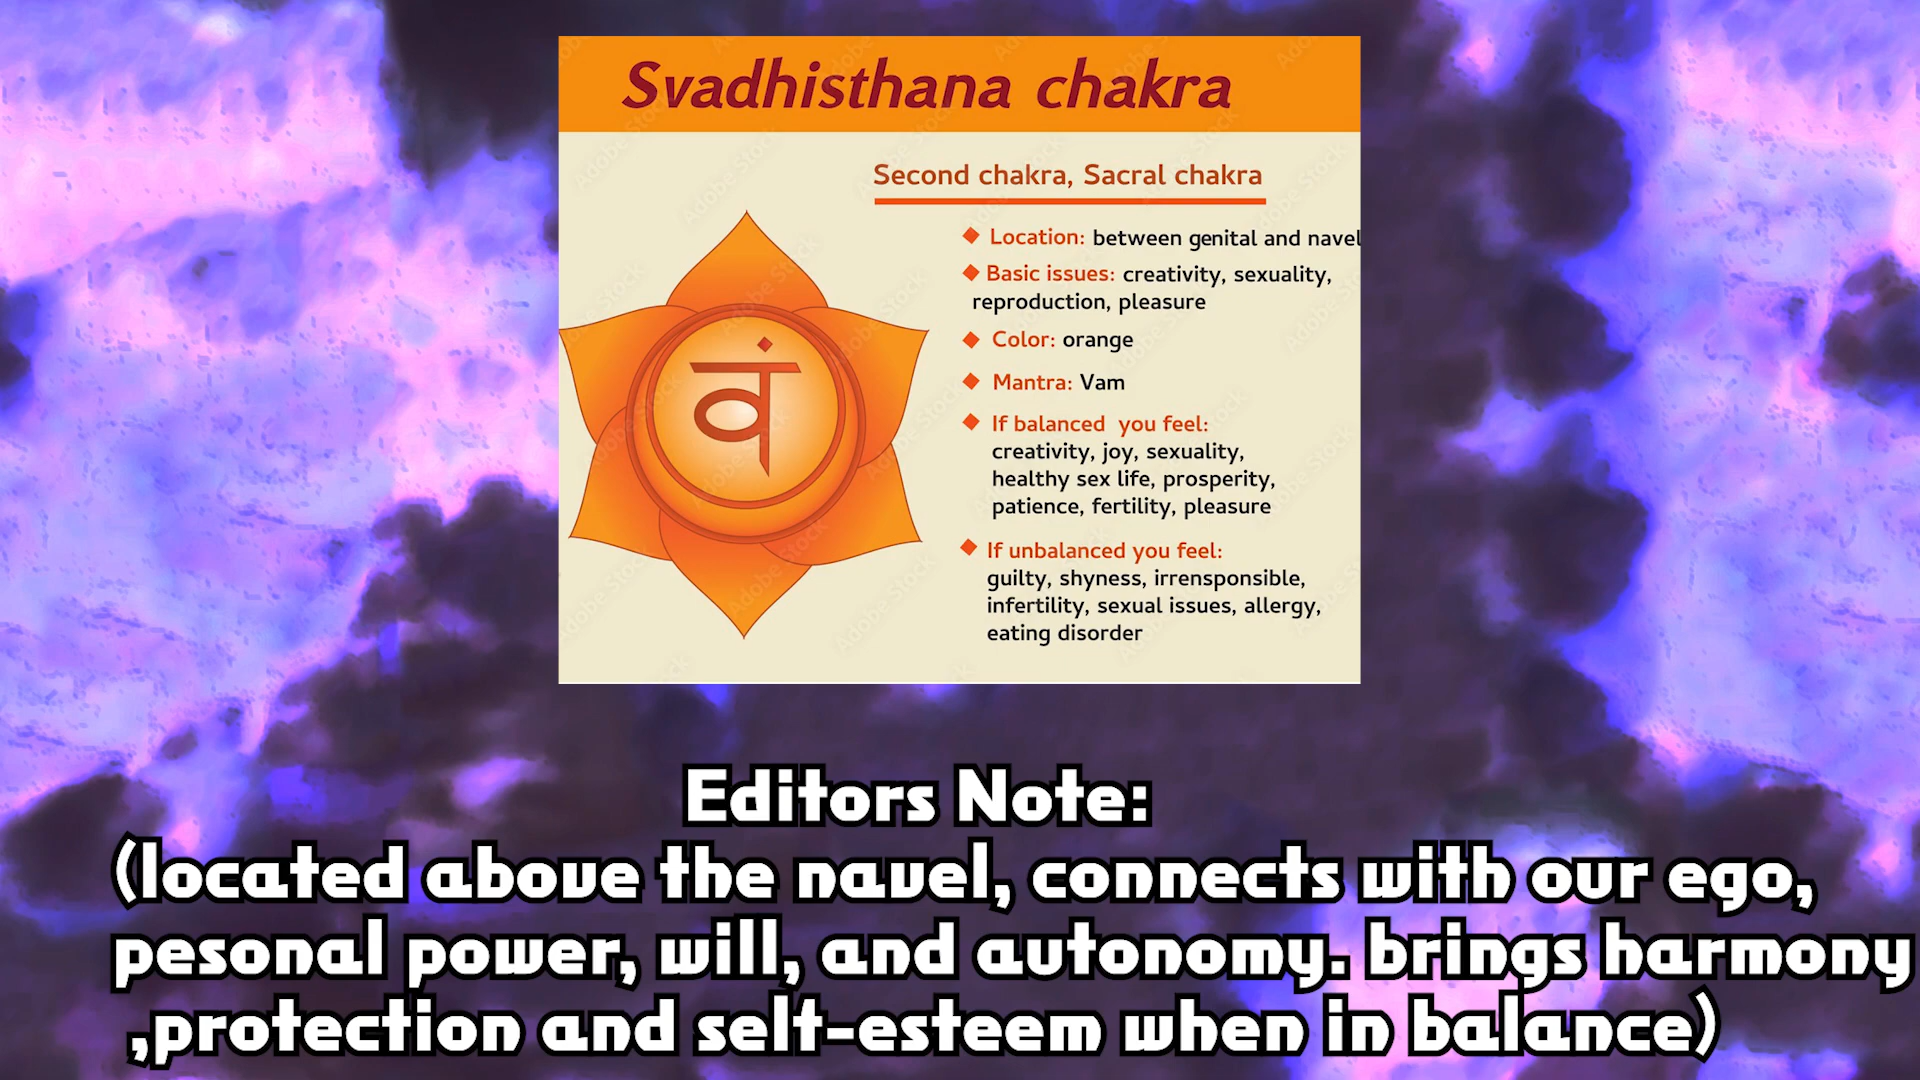 Svadhisthana chakra
Second chakra, Sacral chakra
Location: between genital and navel
Basic issues: creativity, sexuality,
reproduction, pleasure
Color: orange
Mantra: Vam
If balanced you feel:
creativity, joy, sexuality,
healthy sex life, prosperity,
patience, fertility, pleasure
If unbalanced you feel:
guilty, shyness, irrensponsible,
infertility, sexual issues, allergy,
eating disorder
वं
Editors Note:
(located above the navel, connects with our ego,
pesonal power, will, and autonomy. brings harmony
,protection and selt-esteem when in balance)